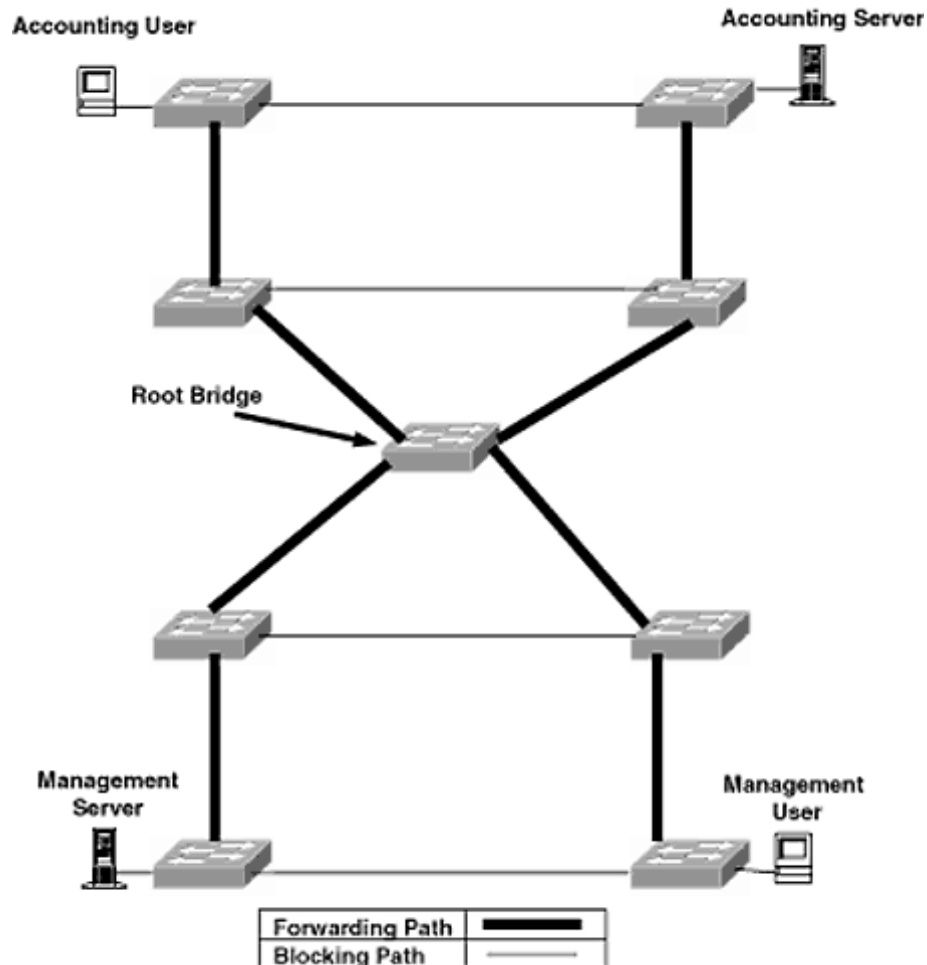 Accounting User
Accounting Server
Root Bridge
Management
Server
Management
User
Forwarding Path
Blocking Path